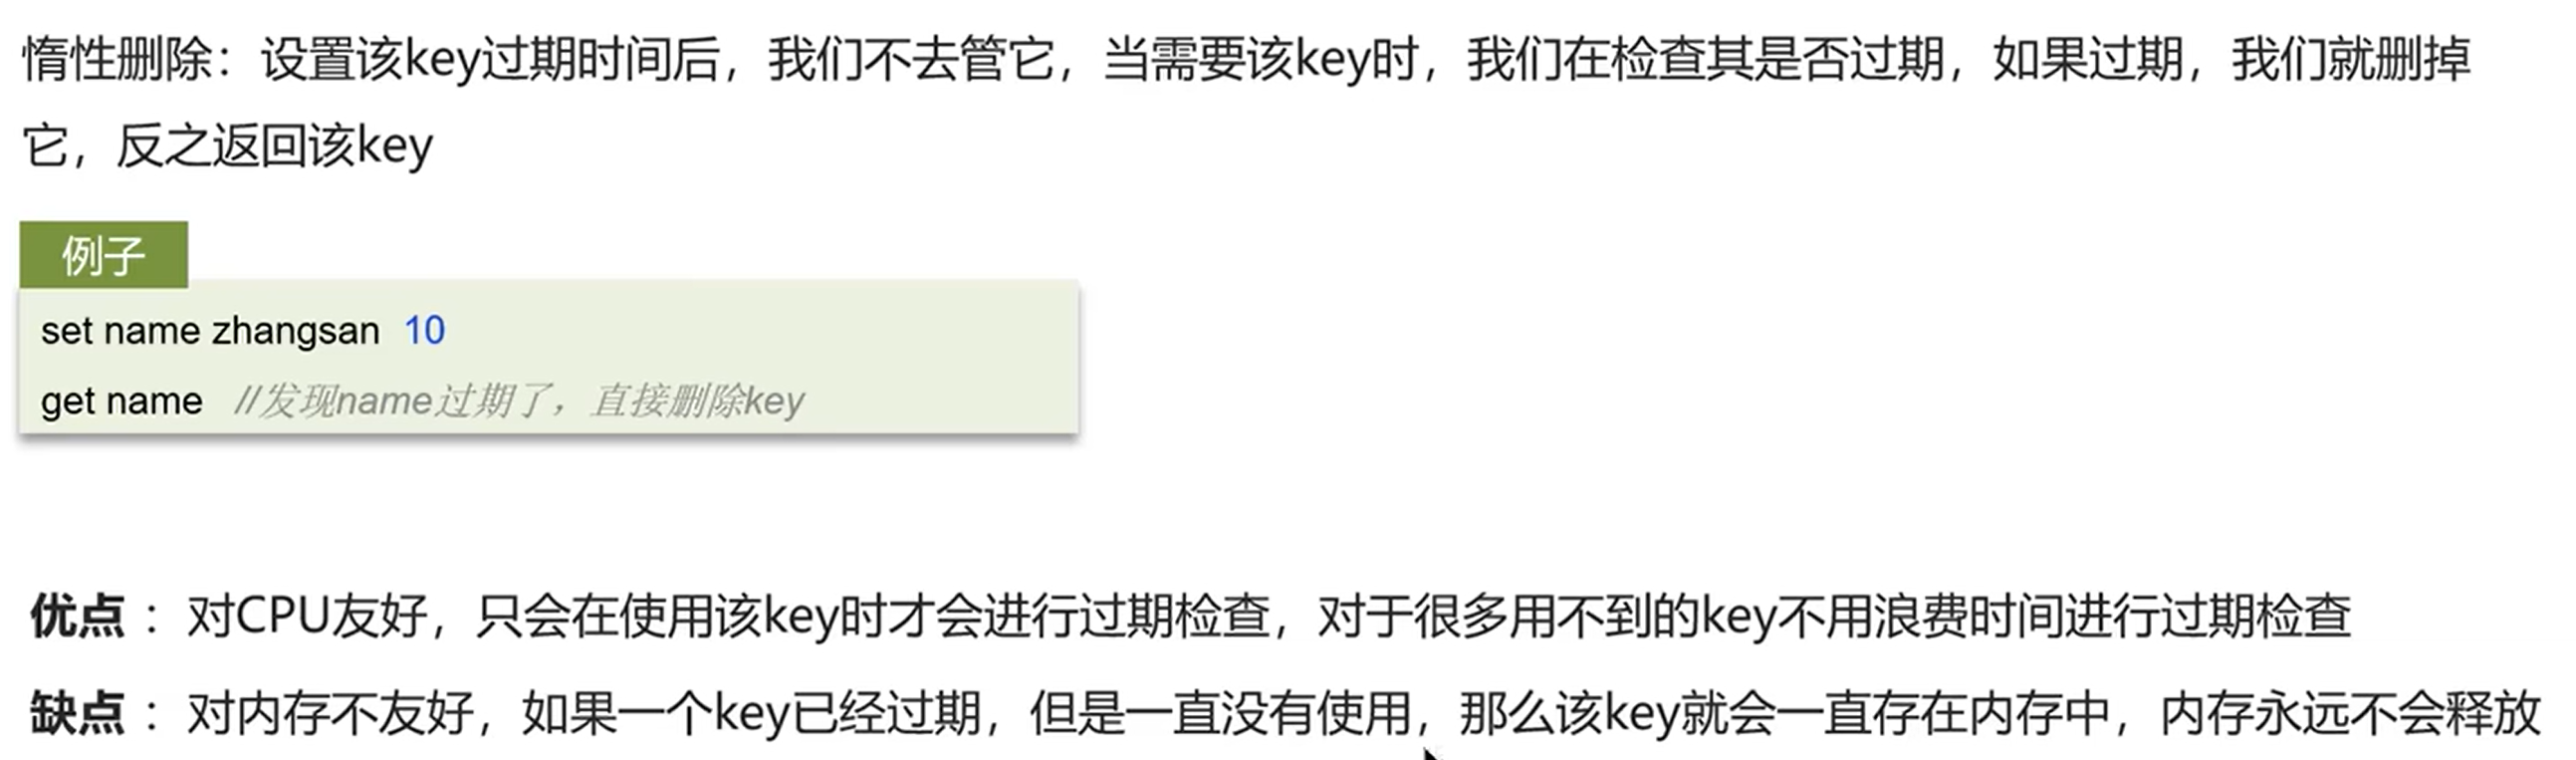 惰性删除：设置该key过期时间后，我们不去管它，当需要该key时，我们在检查其是否过期，如果过期，我们就删掉
它，反之返回该key
例子
set name zhangsan 10
get name //发现name过期了，直接删除key
优点 ：对CPU友好，只会在使用该key时才会进行过期检查，对于很多用不到的key不用浪费时间进行过期检查
缺点 ：对内存不友好，如果一个key已经过期，但是一直没有使用，那么该key就会一直存在内存中，内存永远不会释放